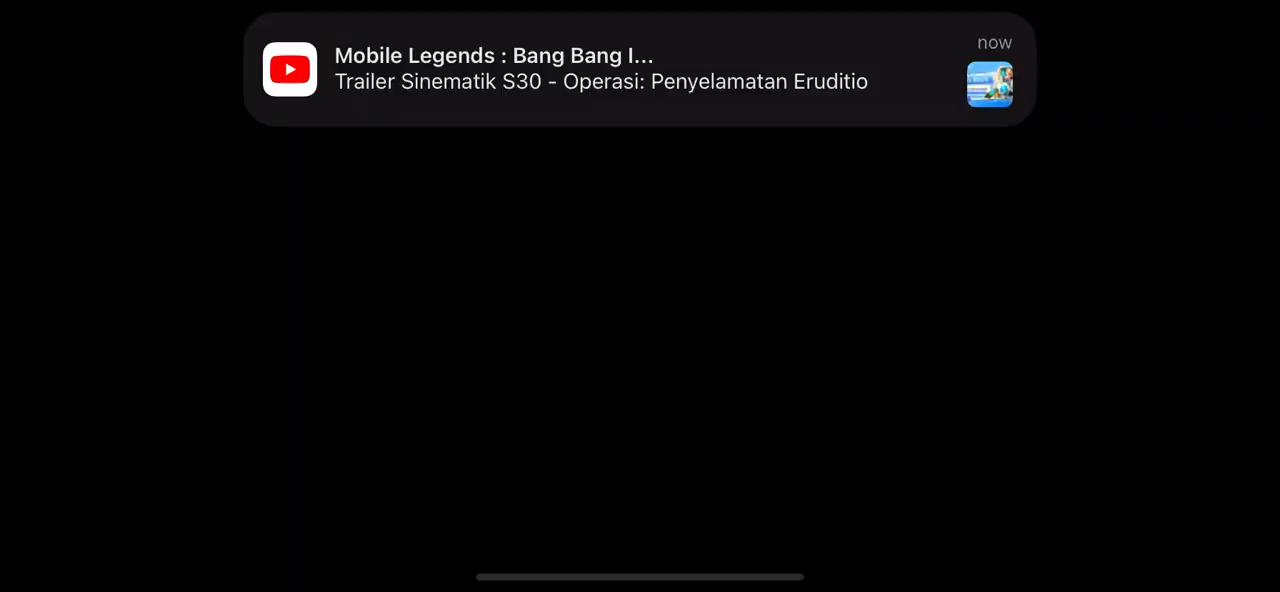 now
Mobile Legends : Bang Bang I...
Trailer Sinematik S30 - Operasi: Penyelamatan Eruditio